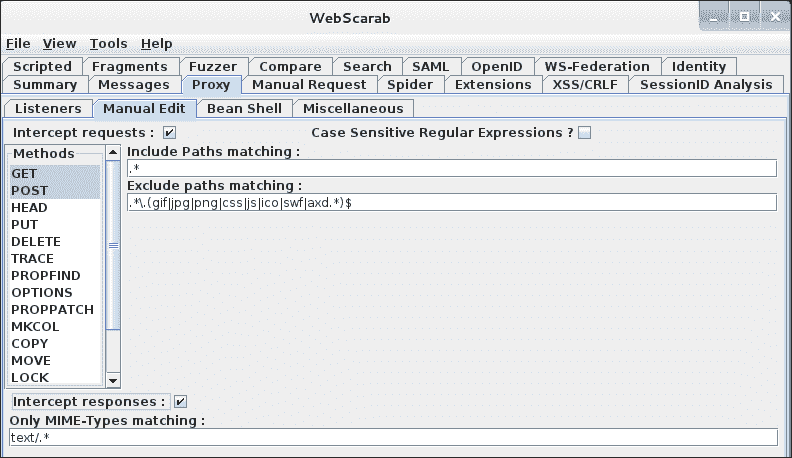 WebScarab
File View Tools Help
Scripted Fragments Fuzzer Compare Search SAML OpenID WS-Federation Identity
Summary Messages Proxy Manual Request Spider Extensions XSS/CRLF SessionID Analysis
Listeners Manual Edit Bean Shell Miscellaneous
Intercept requests : Case Sensitive Regular Expressions ?
Methods
GET
POST
HEAD
PUT
DELETE
TRACE
PROPFIND
OPTIONS
PROPPATCH
MKCOL
COPY
MOVE
LOCK
Include Paths matching :
.*
Exclude paths matching :
.*\.(gif|jpg|png|css|js|ico|swf|axd.*)$
Intercept responses :
Only MIME-Types matching :
text/.*